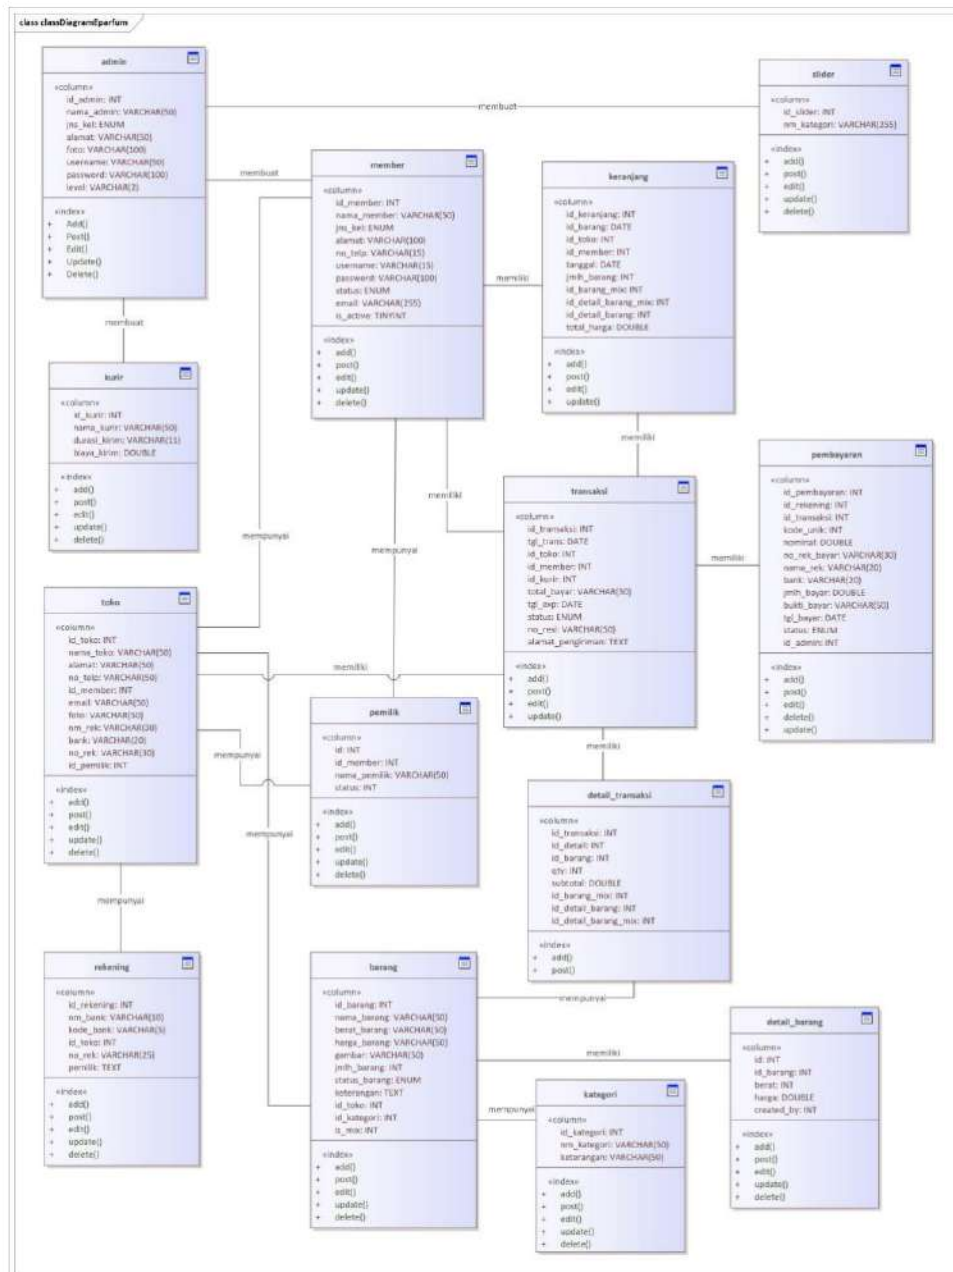 class classDiagramEparfum
admin
«column»
id_admin: INT
nama_admin: VARCHAR(50)
jns_kel: ENUM
alamat: VARCHAR(50)
foto: VARCHAR(100)
username: VARCHAR(50)
password: VARCHAR(100)
level: VARCHAR(2)
«index»
+ Add()
+ Post()
+ Edit()
+ Update()
+ Delete()
membuat
slider
«column»
id_slider: INT
nm_kategori: VARCHAR(255)
«index»
+ add()
+ post()
+ edit()
+ update()
+ delete()
membuat
member
«column»
id_member: INT
nama_member: VARCHAR(50)
jns_kel: ENUM
alamat: VARCHAR(100)
no_telp: VARCHAR(15)
username: VARCHAR(15)
password: VARCHAR(100)
status: ENUM
email: VARCHAR(255)
is_active: TINYINT
«index»
+ add()
+ post()
+ edit()
+ update()
+ delete()
memiliki
keranjang
«column»
id_keranjang: INT
id_barang: DATE
id_toko: INT
id_member: INT
tanggal: DATE
jmlh_barang: INT
id_barang_mix: INT
id_detail_barang_mix: INT
id_detail_barang: INT
total_harga: DOUBLE
«index»
+ add()
+ post()
+ edit()
+ update()
membuat
kurir
«column»
id_kurir: INT
nama_kurir: VARCHAR(50)
durasi_kirim: VARCHAR(11)
biaya_kirim: DOUBLE
«index»
+ add()
+ post()
+ edit()
+ update()
+ delete()
memiliki
memiliki
mempunyai
mempunyai
transaksi
«column»
id_transaksi: INT
tgl_trans: DATE
id_toko: INT
id_member: INT
id_kurir: INT
total_bayar: VARCHAR(50)
tgl_exp: DATE
status: ENUM
no_resi: VARCHAR(50)
alamat_pengiriman: TEXT
«index»
+ add()
+ post()
+ edit()
+ update()
memiliki
pembayaran
«column»
id_pembayaran: INT
id_rekening: INT
id_transaksi: INT
kode_unik: INT
nominal: DOUBLE
no_rek_bayar: VARCHAR(30)
nama_rek: VARCHAR(20)
bank: VARCHAR(20)
jmlh_bayar: DOUBLE
bukti_bayar: VARCHAR(50)
tgl_bayar: DATE
status: ENUM
id_admin: INT
«index»
+ add()
+ post()
+ edit()
+ delete()
+ update()
toko
«column»
id_toko: INT
nama_toko: VARCHAR(50)
alamat: VARCHAR(50)
no_telp: VARCHAR(50)
id_member: INT
email: VARCHAR(50)
foto: VARCHAR(50)
nm_rek: VARCHAR(30)
bank: VARCHAR(20)
no_rek: VARCHAR(30)
id_pemilik: INT
«index»
+ add()
+ post()
+ edit()
+ update()
+ delete()
memiliki
mempunyai
pemilik
«column»
id: INT
id_member: INT
nama_pemilik: VARCHAR(50)
status: INT
«index»
+ add()
+ post()
+ edit()
+ update()
+ delete()
memiliki
detail_transaksi
«column»
id_transaksi: INT
id_detail: INT
id_barang: INT
qty: INT
subtotal: DOUBLE
id_barang_mix: INT
id_detail_barang: INT
id_detail_barang_mix: INT
«index»
+ add()
+ post()
mempunyai
mempunyai
rekening
«column»
id_rekening: INT
nm_bank: VARCHAR(10)
kode_bank: VARCHAR(5)
id_toko: INT
no_rek: VARCHAR(25)
pemilik: TEXT
«index»
+ add()
+ post()
+ edit()
+ update()
+ delete()
barang
«column»
id_barang: INT
nama_barang: VARCHAR(50)
berat_barang: VARCHAR(50)
harga_barang: VARCHAR(50)
gambar: VARCHAR(50)
jmlh_barang: INT
status_barang: ENUM
keterangan: TEXT
id_toko: INT
id_kategori: INT
is_mix: INT
«index»
+ add()
+ post()
+ edit()
+ update()
+ delete()
mempunyai
memiliki
detail_barang
«column»
id: INT
id_barang: INT
berat: INT
harga: DOUBLE
created_by: INT
«index»
+ add()
+ post()
+ edit()
+ update()
+ delete()
mempunyai
kategori
«column»
id_kategori: INT
nm_kategori: VARCHAR(50)
keterangan: VARCHAR(50)
«index»
+ add()
+ post()
+ edit()
+ update()
+ delete()